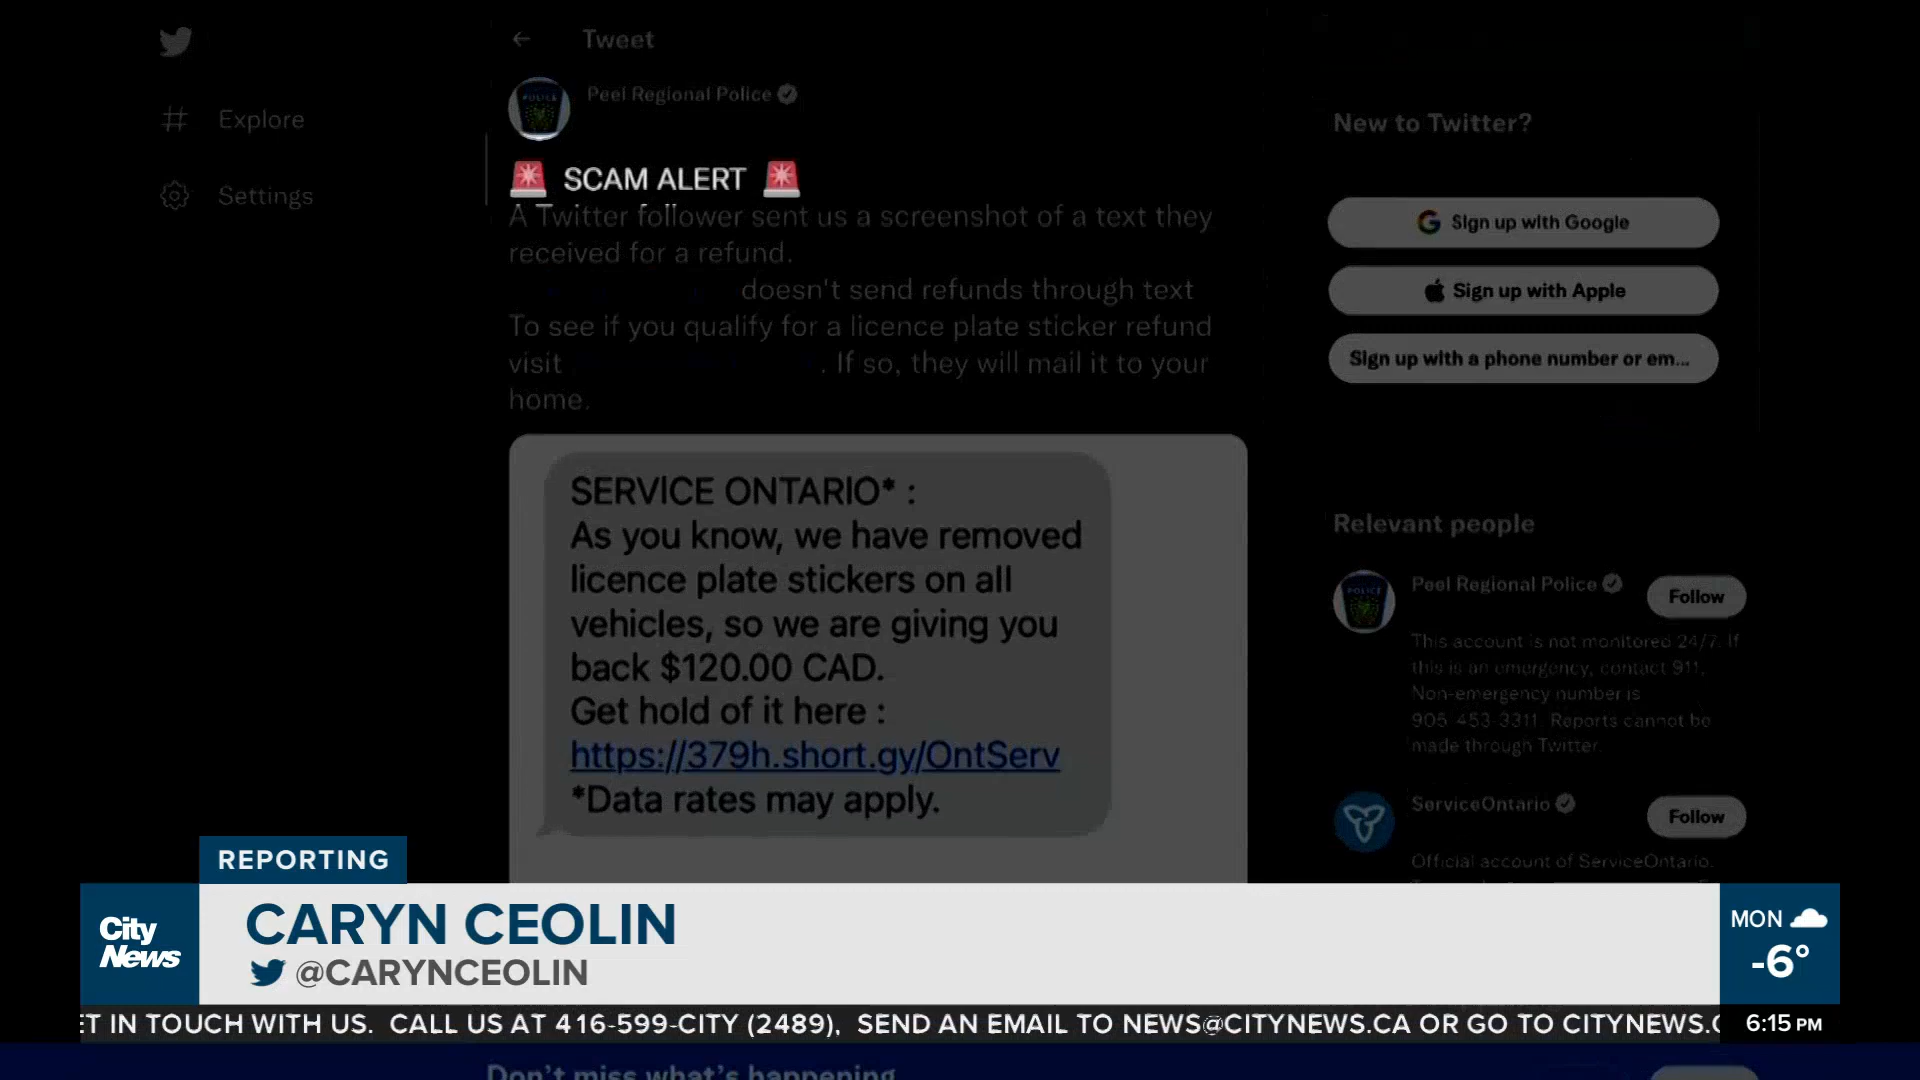 Tweet
Peel Regional Police
Explore
Settings
SCAM ALERT
A Twitter follower sent us a screenshot of a text they
received for a refund.
doesn't send refunds through text
To see if you qualify for a licence plate sticker refund
visit . If so, they will mail it to your
home.
SERVICE ONTARIO* :
As you know, we have removed
licence plate stickers on all
vehicles, so we are giving you
back $120.00 CAD.
Get hold of it here :
https://379h.short.gy/OntServ
*Data rates may apply.
New to Twitter?
Sign up with Google
Sign up with Apple
Sign up with a phone number or em...
Relevant people
Peel Regional Police
Follow
This account is not monitored 24/7. If
this is an emergency, contact 911,
Non-emergency number is
905-453-3311. Reports cannot be
made through Twitter.
ServiceOntario
Follow
Official account of ServiceOntario.
REPORTING
City
News
CARYN CEOLIN
@CARYNCEOLIN
MON
-6°
ET IN TOUCH WITH US. CALL US AT 416-599-CITY (2489), SEND AN EMAIL TO NEWS@CITYNEWS.CA OR GO TO CITYNEWS.C
6:15 PM
Don't miss what's happening